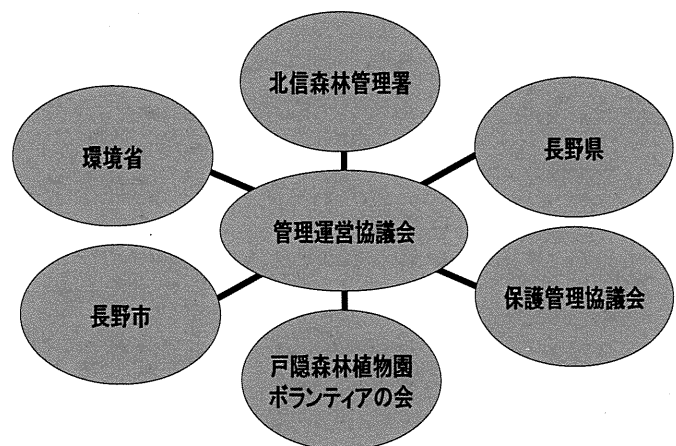 北信森林管理署
環境省
長野県
管理運営協議会
長野市
保護管理協議会
戸隠森林植物園
ボランティアの会